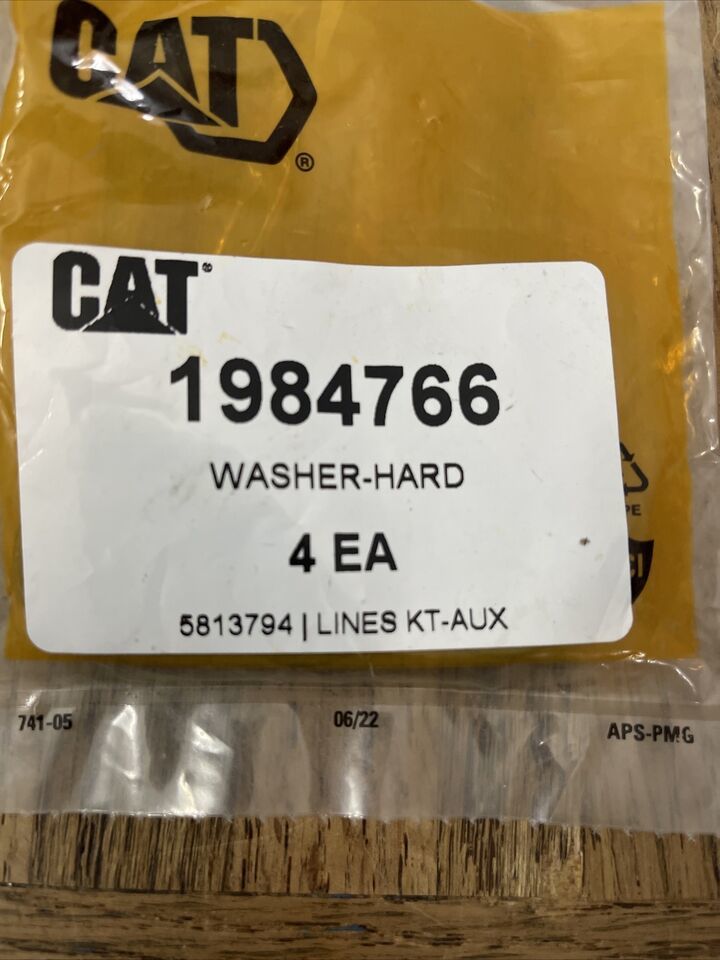 CAT
®
CAT®
1984766
WASHER-HARD
4 EA
5813794 | LINES KT-AUX
741-05
06/22
APS-PMG